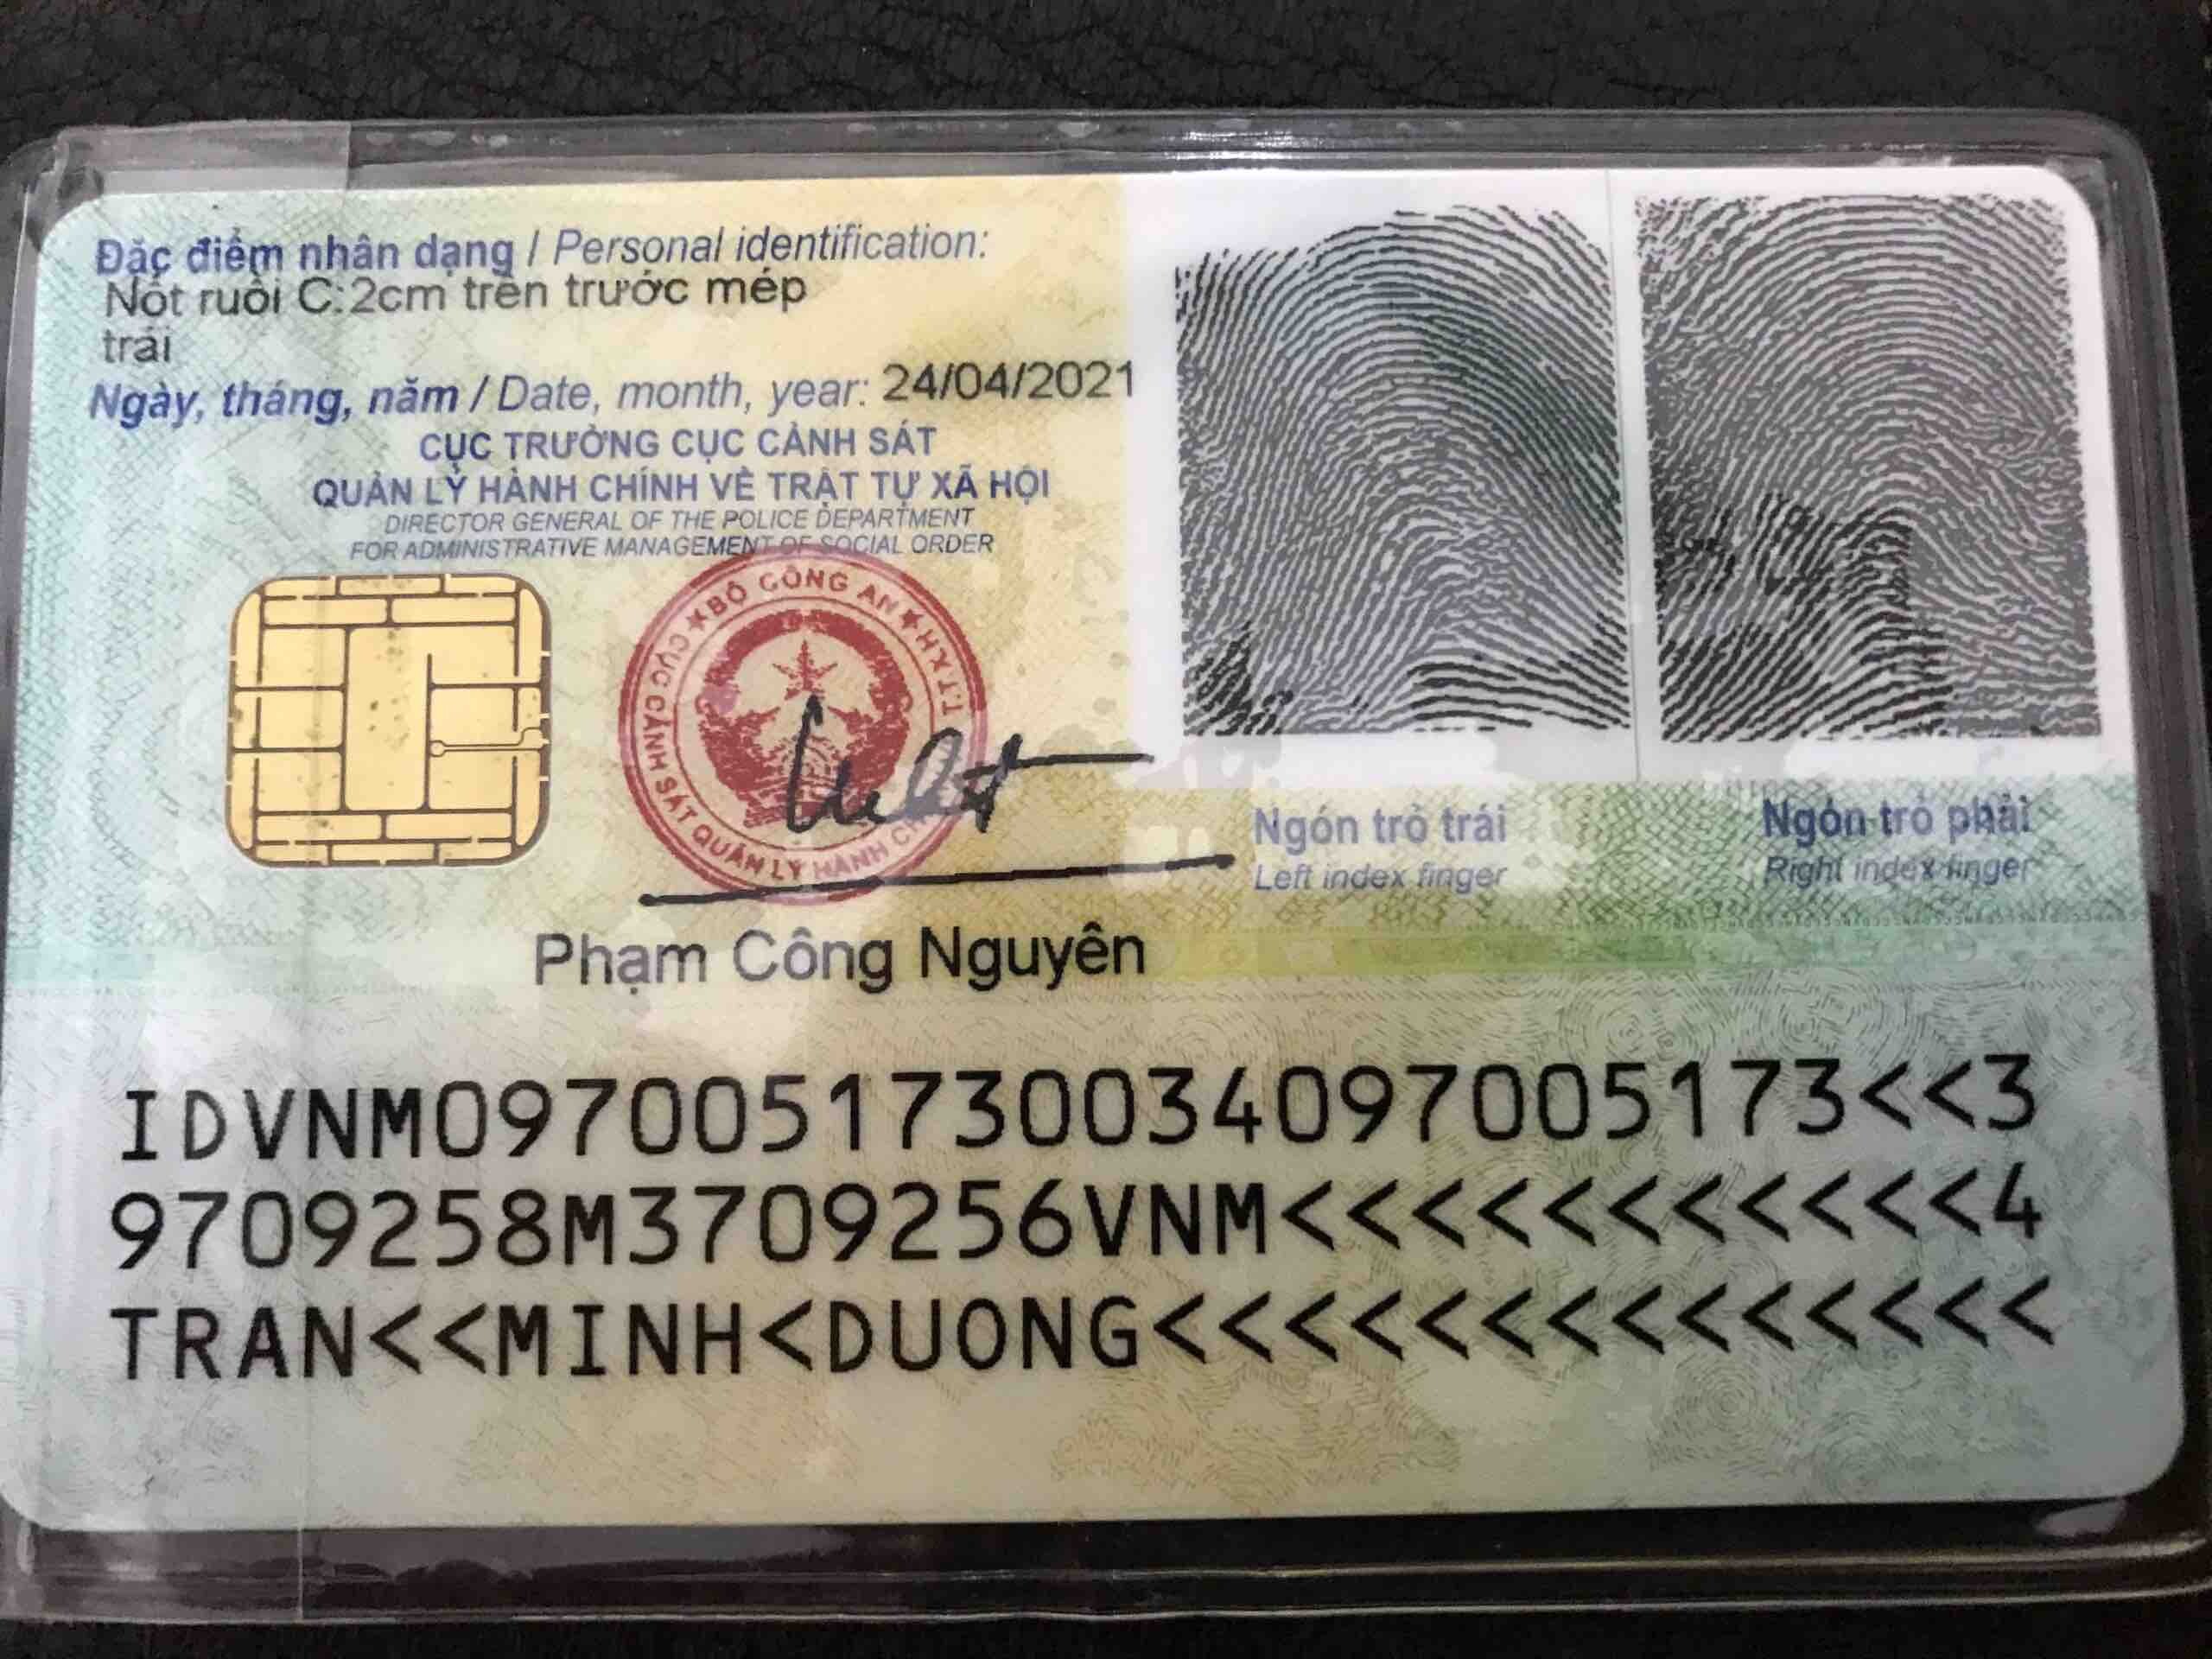 Đặc điểm nhân dạng / Personal identification:
Nốt ruồi C:2cm trên trước mép
trái
Ngày, tháng, năm / Date, month, year: 24/04/2021
CỤC TRƯỞNG CỤC CẢNH SÁT
QUẢN LÝ HÀNH CHÍNH VỀ TRẬT TỰ XÃ HỘI
DIRECTOR GENERAL OF THE POLICE DEPARTMENT
FOR ADMINISTRATIVE MANAGEMENT OF SOCIAL ORDER
BỘ CÔNG AN
CỤC CẢNH SÁT QUẢN LÝ HÀNH
Ngón trỏ trái
Left index finger
Ngón trỏ phải
Right index finger
Phạm Công Nguyên
IDVNM0970051730034097005173<<3
9709258M3709256VNM<<<<<<<<<<<4
TRAN<<MINH<DUONG<<<<<<<<<<<<<<